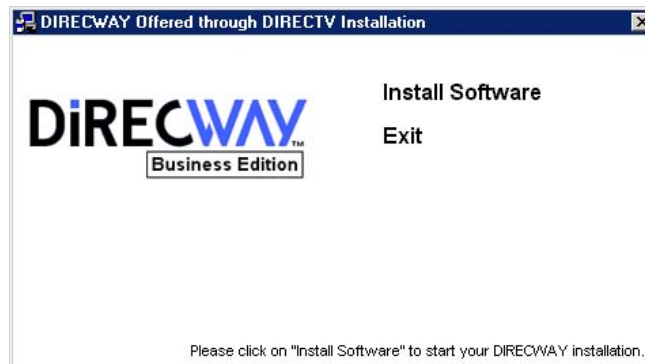 DIRECWAY Offered through DIRECTV Installation
DiRECWAY™
Business Edition
Install Software
Exit
Please click on "Install Software" to start your DIRECWAY installation.